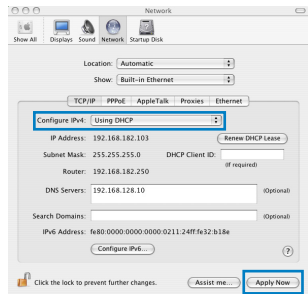 Network
Show All Displays Sound Network Startup Disk
Location: Automatic
Show: Built-in Ethernet
TCP/IP PPPoE AppleTalk Proxies Ethernet
Configure IPv4: Using DHCP
IP Address: 192.168.182.103 Renew DHCP Lease
Subnet Mask: 255.255.255.0 DHCP Client ID:
(If required)
Router: 192.168.182.250
DNS Servers: 192.168.128.10 (Optional)
Search Domains: (Optional)
IPv6 Address: fe80:0000:0000:0000:0211:24ff:fe32:b18e
Configure IPv6... ?
Click the lock to prevent further changes. Assist me... Apply Now